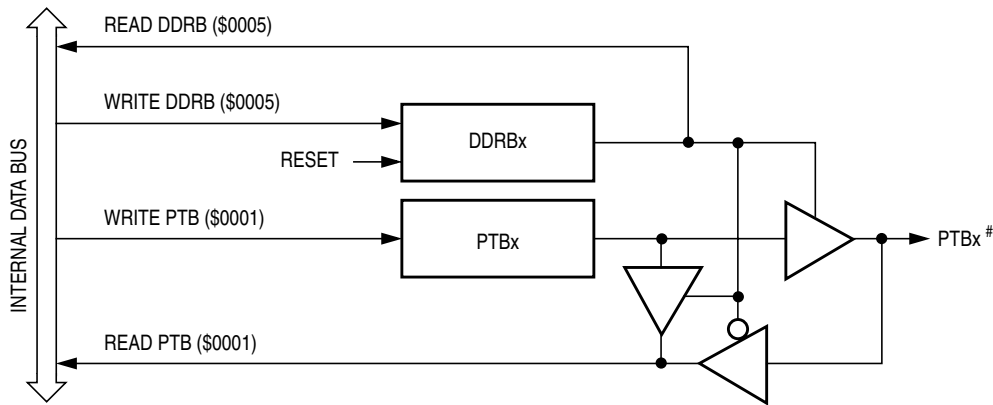 READ DDRB ($0005)
WRITE DDRB ($0005)
DDRBx
RESET
WRITE PTB ($0001)
PTBx
PTBx #
READ PTB ($0001)
INTERNAL DATA BUS